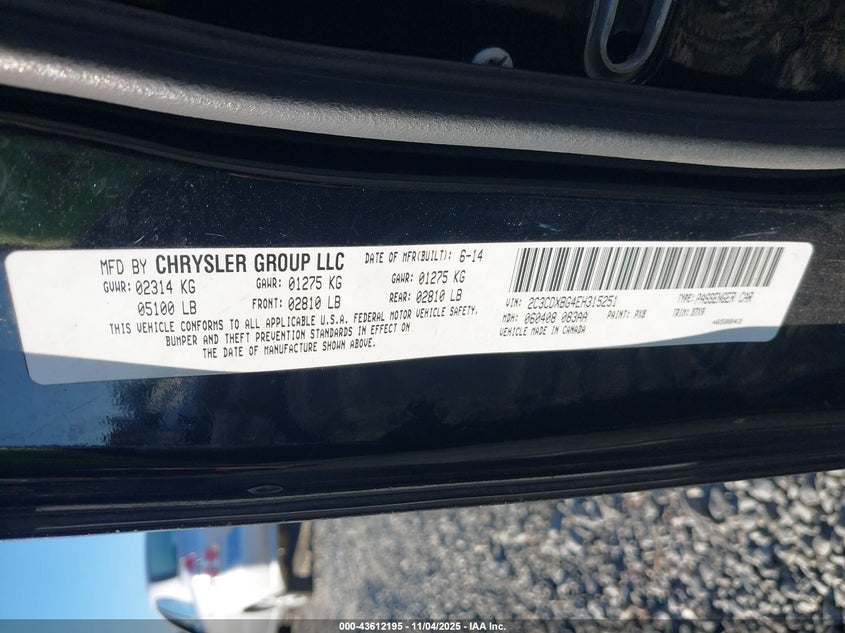 MFD BY CHRYSLER GROUP LLC DATE OF MFR(BUILT): 6-14
GVWR: 02314 KG GAWR: 01275 KG GAWR: 01275 KG
05100 LB FRONT: 02810 LB REAR: 02810 LB
THIS VEHICLE CONFORMS TO ALL APPLICABLE U.S.A. FEDERAL MOTOR VEHICLE SAFETY,
BUMPER AND THEFT PREVENTION STANDARDS IN EFFECT ON
THE DATE OF MANUFACTURE SHOWN ABOVE.
VIN: 2C3CDXBG4EH315251 TYPE: PASSENGER CAR
MDH: 060408 083AA PAINT: PX8 TRIM: X7X9
VEHICLE MADE IN CANADA 4658843
000-43612195 - 11/04/2025 - IAA Inc.